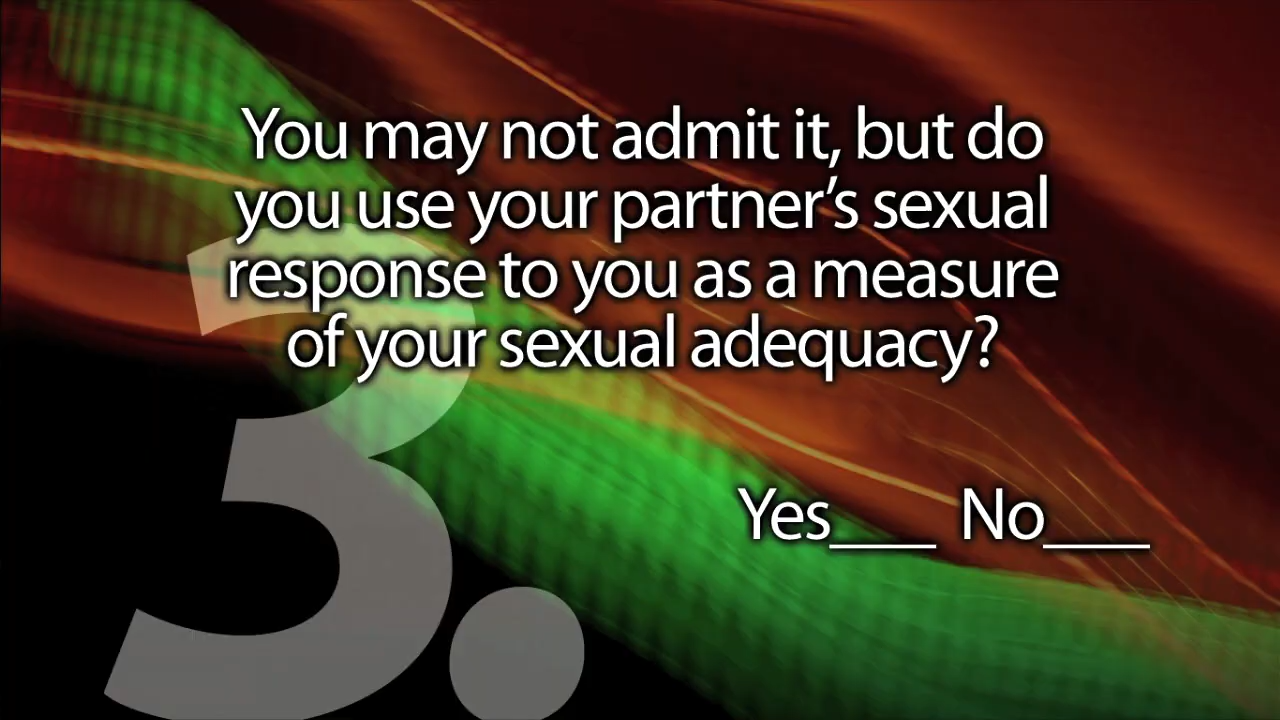 You may not admit it, but do
you use your partner’s sexual
response to you as a measure
of your sexual adequacy?
Yes___ No___
3.